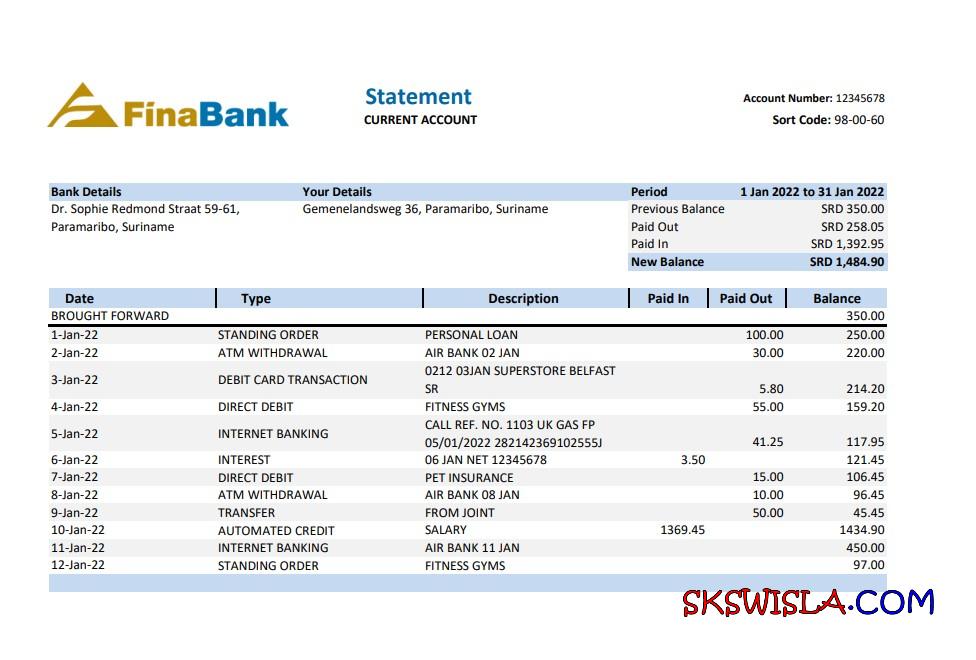 FinaBank
Statement
CURRENT ACCOUNT
Account Number: 12345678
Sort Code: 98-00-60
Bank Details Your Details Period 1 Jan 2022 to 31 Jan 2022
Dr. Sophie Redmond Straat 59-61, Gemenelandsweg 36, Paramaribo, Suriname Previous Balance SRD 350.00
Paramaribo, Suriname Paid Out SRD 258.05
Paid In SRD 1,392.95
New Balance SRD 1,484.90
Date Type Description Paid In Paid Out Balance
BROUGHT FORWARD 350.00
1-Jan-22 STANDING ORDER PERSONAL LOAN 100.00 250.00
2-Jan-22 ATM WITHDRAWAL AIR BANK 02 JAN 30.00 220.00
3-Jan-22 DEBIT CARD TRANSACTION 0212 03JAN SUPERSTORE BELFAST
SR 5.80 214.20
4-Jan-22 DIRECT DEBIT FITNESS GYMS 55.00 159.20
5-Jan-22 INTERNET BANKING CALL REF. NO. 1103 UK GAS FP
05/01/2022 282142369102555J 41.25 117.95
6-Jan-22 INTEREST 06 JAN NET 12345678 3.50 121.45
7-Jan-22 DIRECT DEBIT PET INSURANCE 15.00 106.45
8-Jan-22 ATM WITHDRAWAL AIR BANK 08 JAN 10.00 96.45
9-Jan-22 TRANSFER FROM JOINT 50.00 45.45
10-Jan-22 AUTOMATED CREDIT SALARY 1369.45 1434.90
11-Jan-22 INTERNET BANKING AIR BANK 11 JAN 450.00
12-Jan-22 STANDING ORDER FITNESS GYMS 97.00
SKSWISLA.COM